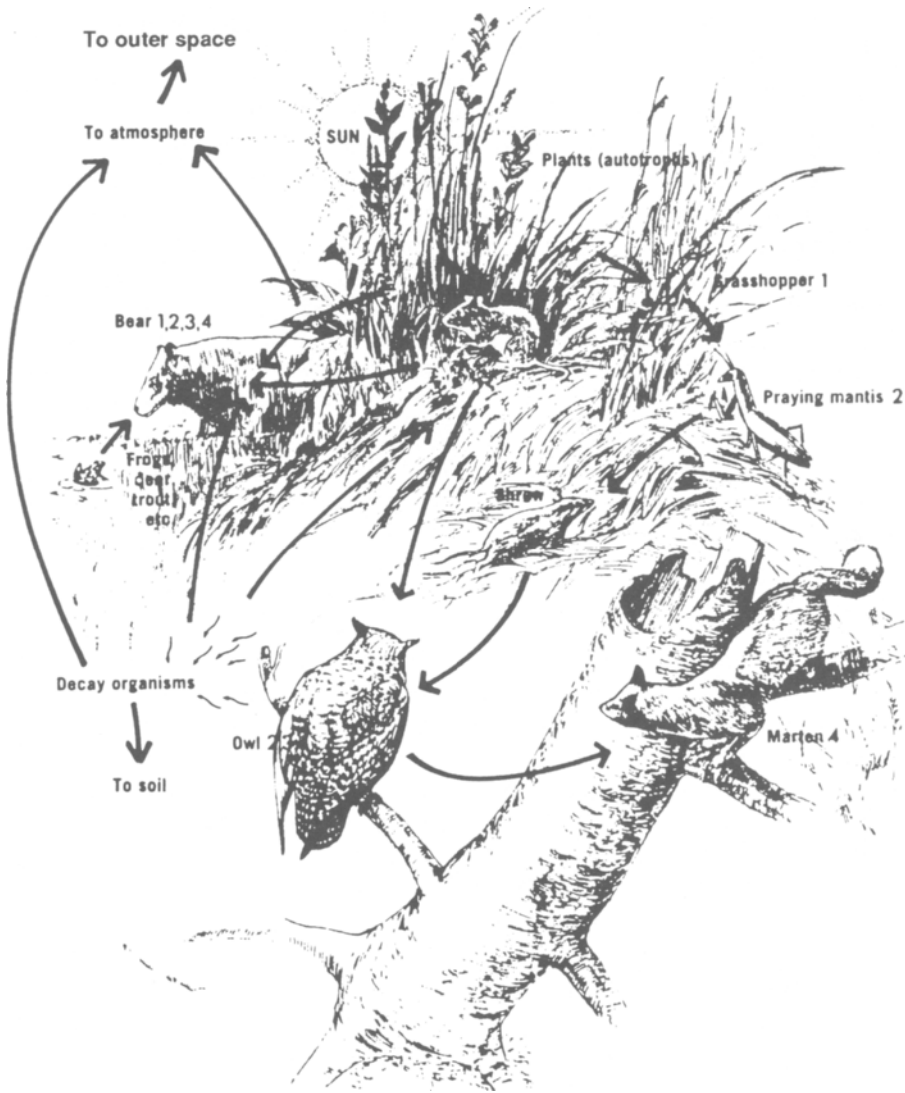 To outer space
To atmosphere
SUN
Plants (autotrophs)
Grasshopper 1
Bear 1,2,3,4
Praying mantis 2
Frogs,
deer,
trout,
etc.
Shrew 3
Decay organisms
Owl
Marten 4
To soil